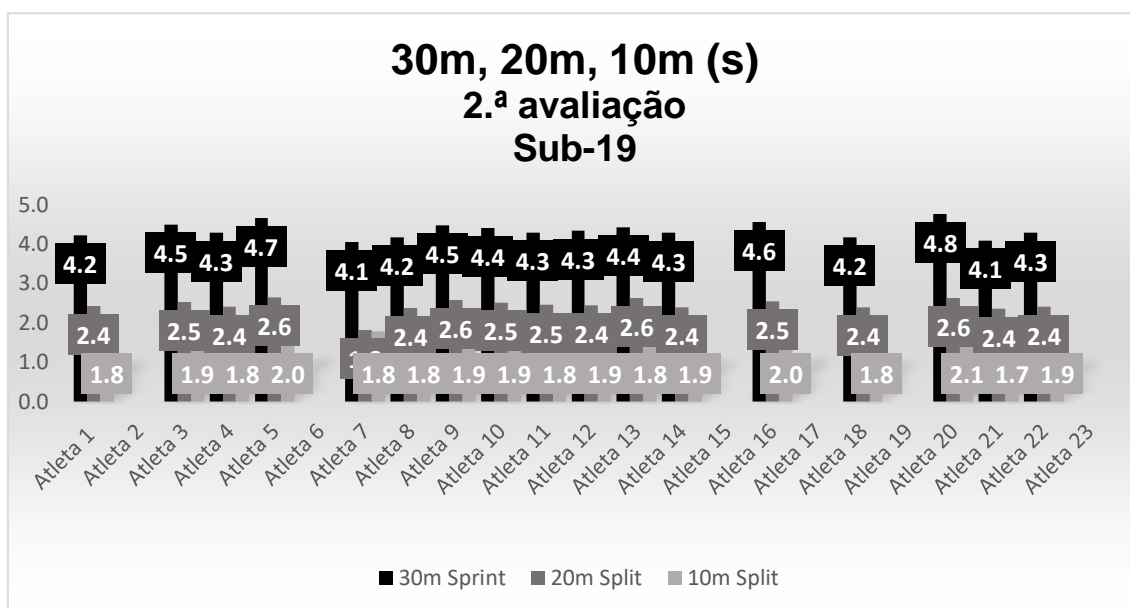 30m, 20m, 10m (s)
2.ª avaliação
Sub-19
5.0
4.0
3.0
2.0
1.0
0.0
4.2 4.5 4.3 4.7 4.1 4.2 4.5 4.4 4.3 4.3 4.4 4.3 4.6 4.2 4.8 4.1 4.3
2.4 2.5 2.4 2.6 2.4 2.6 2.5 2.5 2.4 2.6 2.4 2.5 2.4 2.6 2.4 2.4
1.8 1.9 1.8 2.0 1.8 1.8 1.9 1.9 1.8 1.9 1.8 1.9 2.0 1.8 2.1 1.7 1.9
Atleta 1
Atleta 2
Atleta 3
Atleta 4
Atleta 5
Atleta 6
Atleta 7
Atleta 8
Atleta 9
Atleta 10
Atleta 11
Atleta 12
Atleta 13
Atleta 14
Atleta 15
Atleta 16
Atleta 17
Atleta 18
Atleta 19
Atleta 20
Atleta 21
Atleta 22
Atleta 23
30m Sprint 20m Split 10m Split